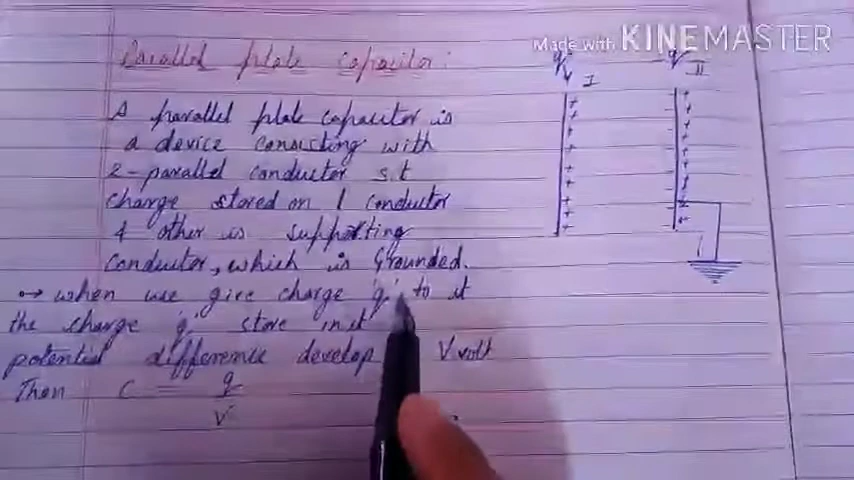 Parallel plate capacitor:
Made with KINEMASTER
q I
q II
A parallel plate capacitor is
a device consisting with
2-parallel conductor s.t
charge stored on 1 conductor
& other is supporting
conductor, which is Grounded.
→ when we give charge 'q' to it
the charge 'q' store in it
potential difference develop V volt
Then C = q
V